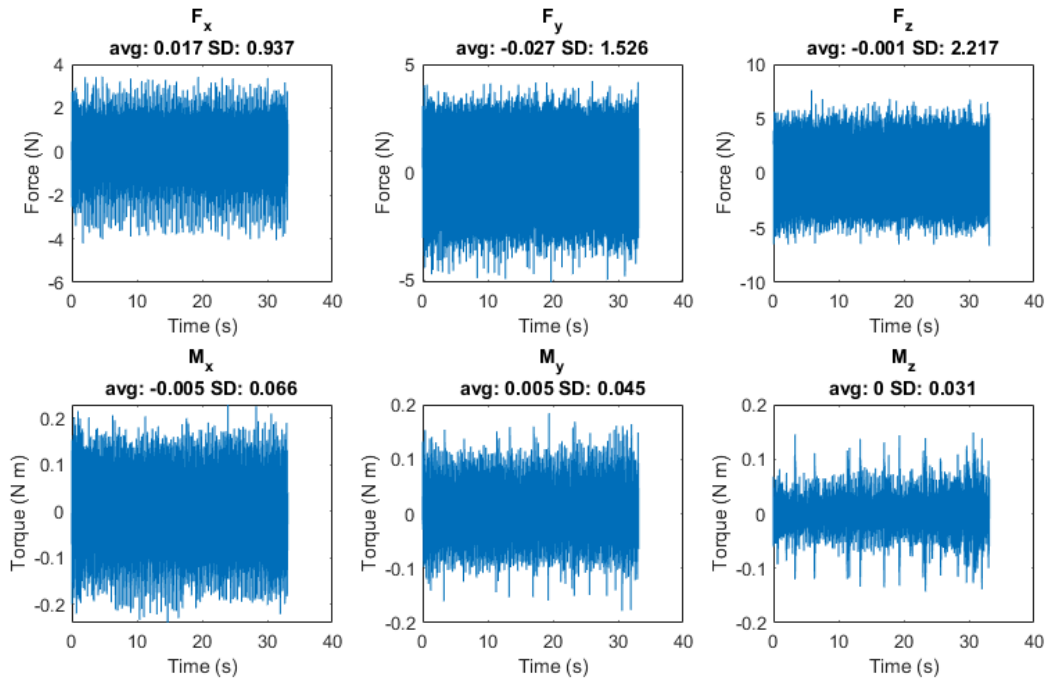 F_x
avg: 0.017 SD: 0.937
4
2
0
-2
-4
-6
Force (N)
0 10 20 30 40
Time (s)
F_y
avg: -0.027 SD: 1.526
5
0
-5
Force (N)
0 10 20 30 40
Time (s)
F_z
avg: -0.001 SD: 2.217
10
5
0
-5
-10
Force (N)
0 10 20 30 40
Time (s)
M_x
avg: -0.005 SD: 0.066
0.2
0.1
0
-0.1
-0.2
Torque (N m)
0 10 20 30 40
Time (s)
M_y
avg: 0.005 SD: 0.045
0.2
0.1
0
-0.1
-0.2
Torque (N m)
0 10 20 30 40
Time (s)
M_z
avg: 0 SD: 0.031
0.2
0.1
0
-0.1
-0.2
Torque (N m)
0 10 20 30 40
Time (s)